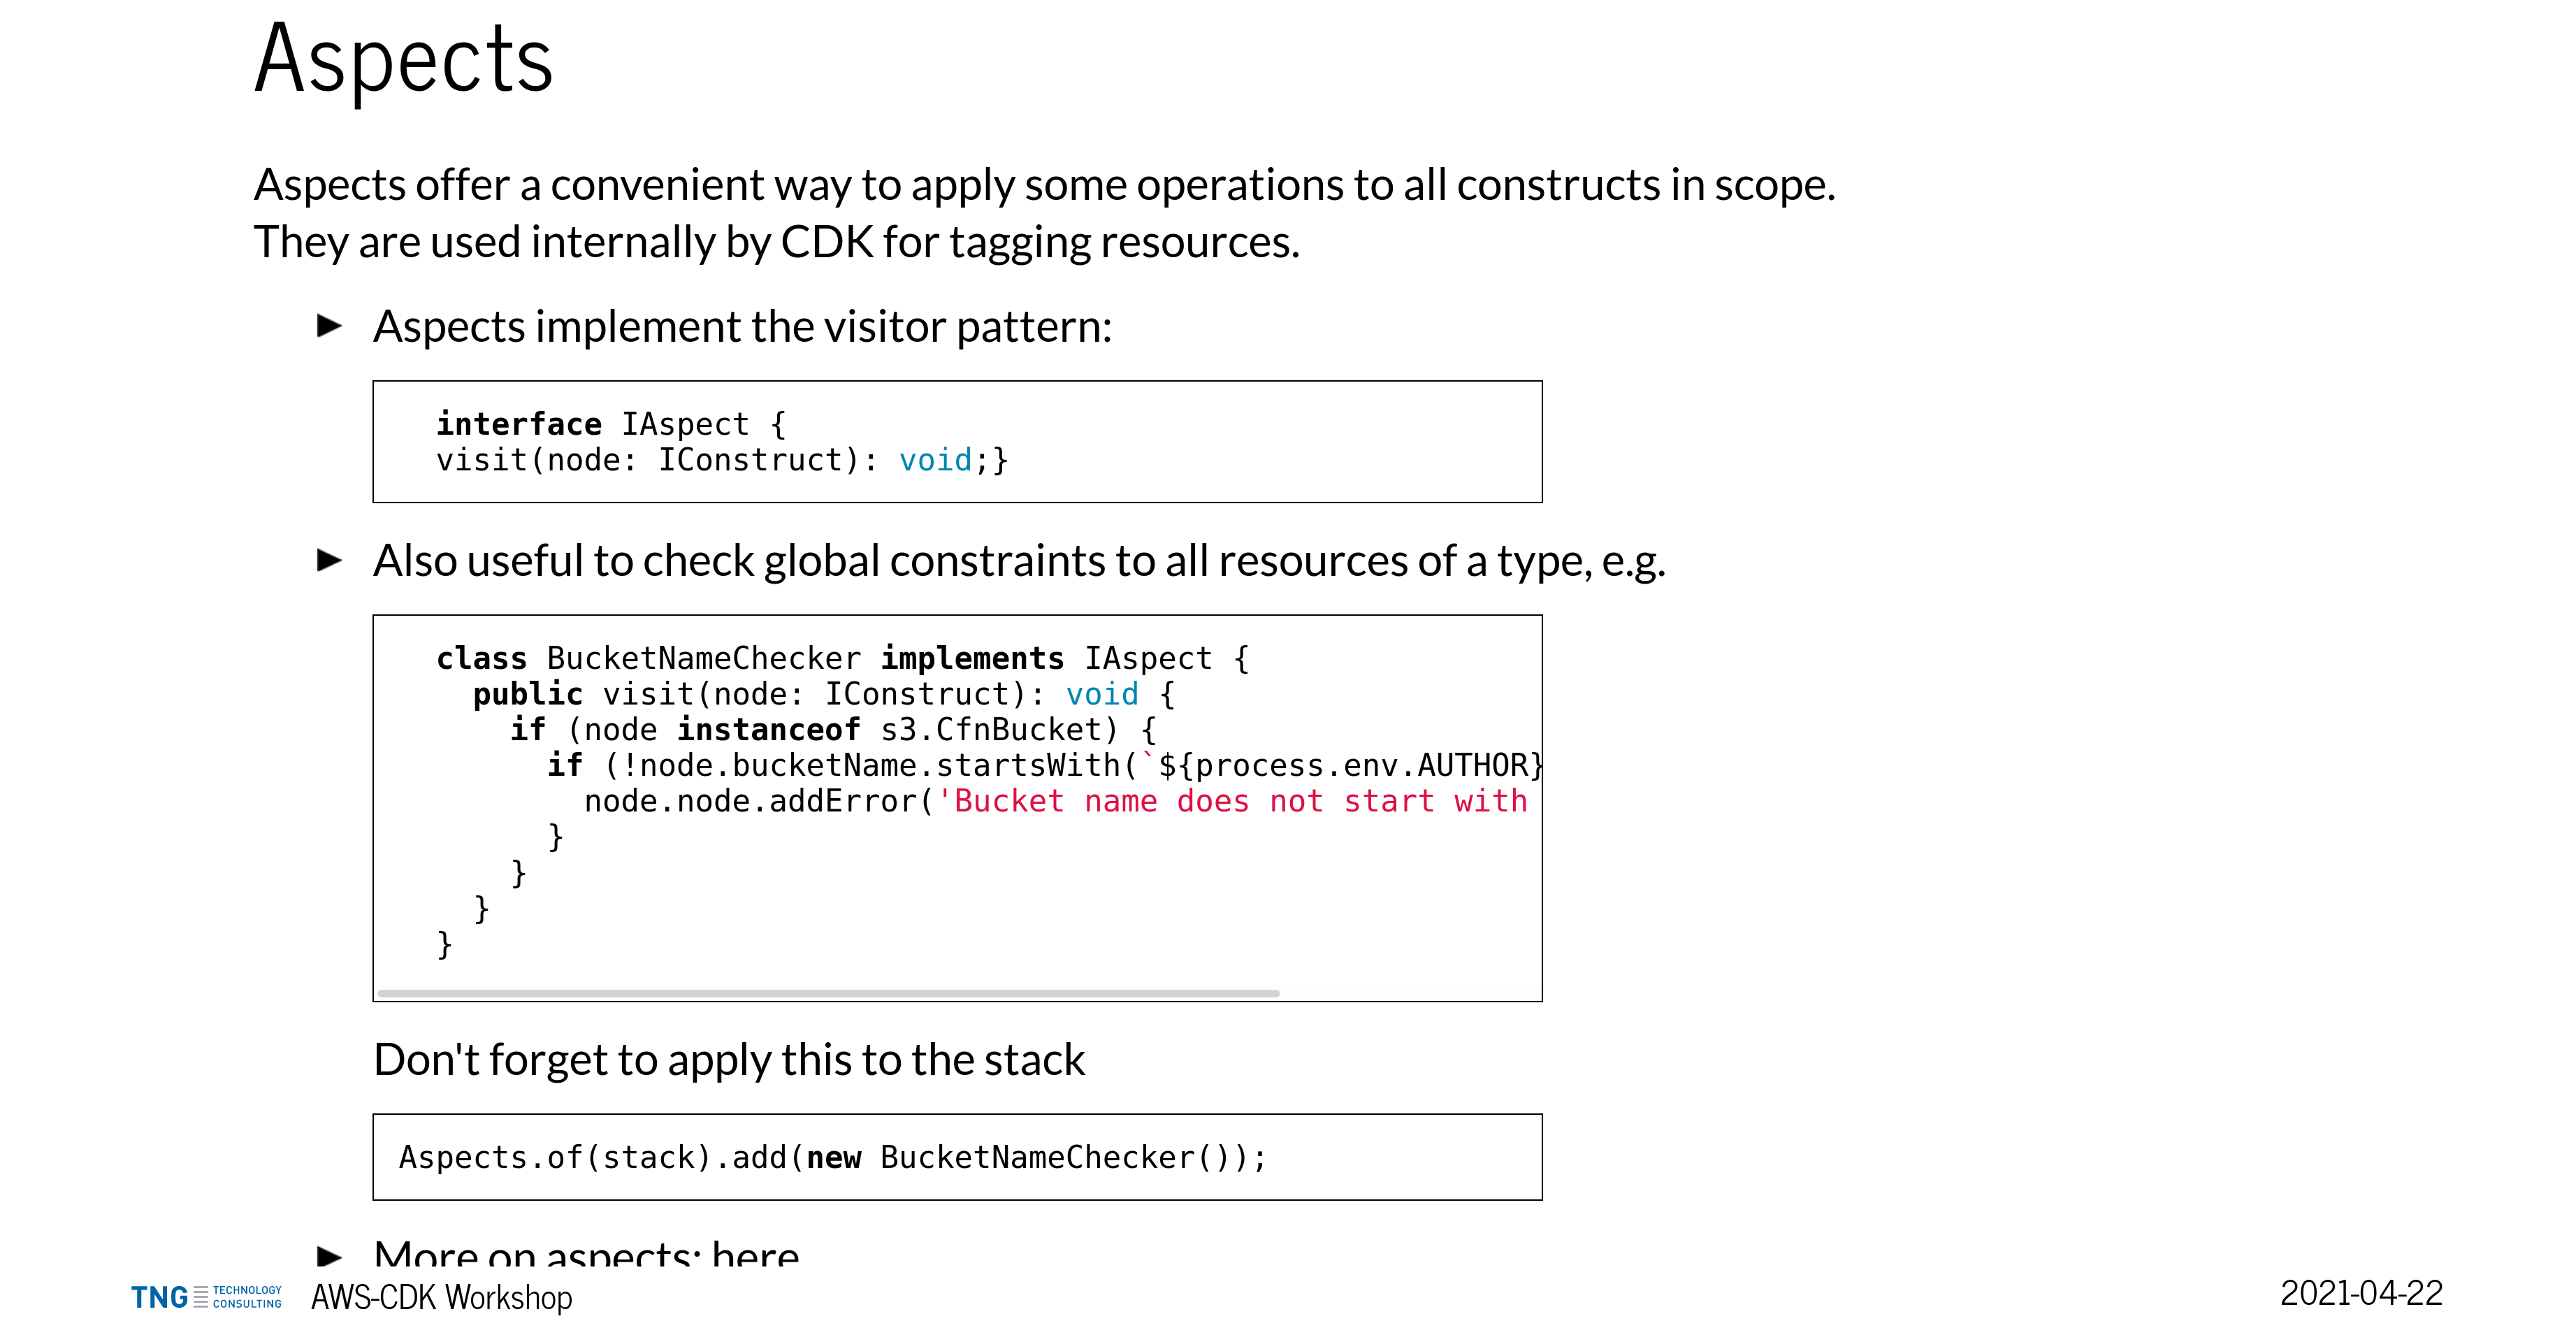 Aspects
Aspects offer a convenient way to apply some operations to all constructs in scope.
They are used internally by CDK for tagging resources.
► Aspects implement the visitor pattern:
interface IAspect {
visit(node: IConstruct): void;}
► Also useful to check global constraints to all resources of a type, e.g.
class BucketNameChecker implements IAspect {
  public visit(node: IConstruct): void {
    if (node instanceof s3.CfnBucket) {
      if (!node.bucketName.startsWith(`${process.env.AUTHOR}
        node.node.addError('Bucket name does not start with
      }
    }
  }
}
Don't forget to apply this to the stack
Aspects.of(stack).add(new BucketNameChecker());
► More on aspects: here
TNG TECHNOLOGY CONSULTING AWS-CDK Workshop
2021-04-22